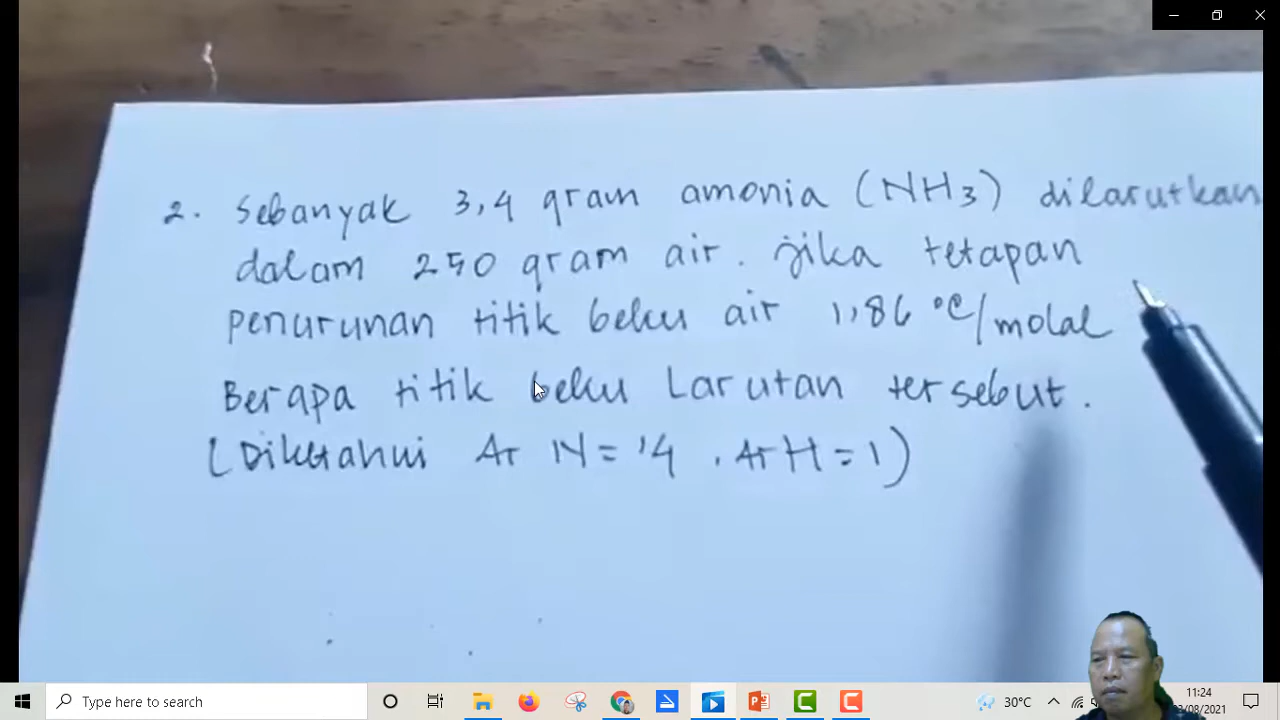 2. Sebanyak 3,4 gram amonia (NH3) dilarutkan
dalam 250 gram air. jika tetapan
penurunan titik beku air 1,86 °C/molal
Berapa titik beku Larutan tersebut.
(Diketahui Ar N = 14 . Ar H = 1)
Type here to search
30°C
11:24
/08/2021